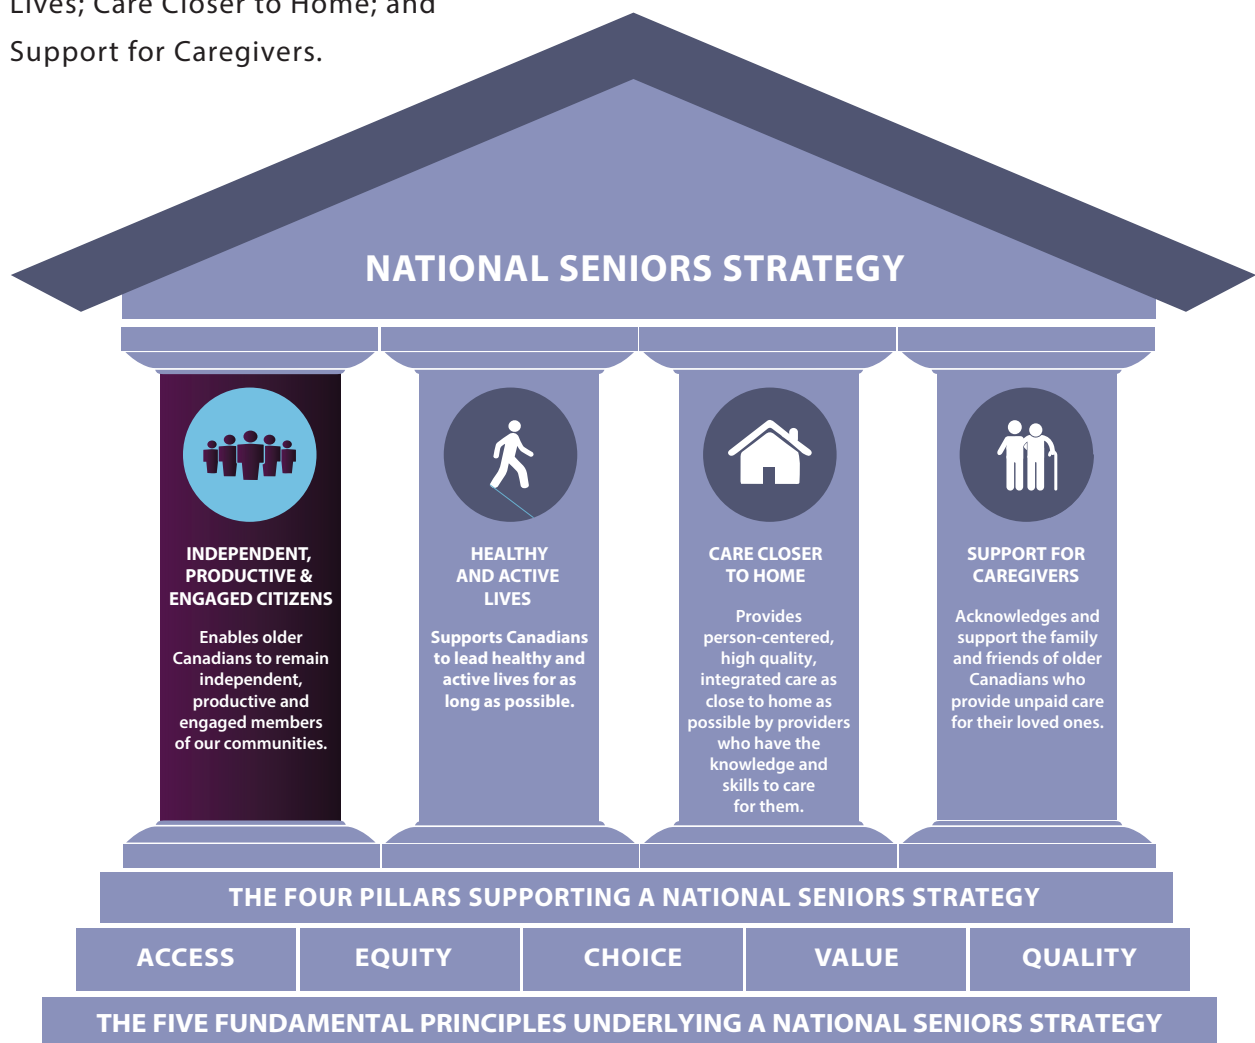 Lives; Care Closer to Home; and
Support for Caregivers.
NATIONAL SENIORS STRATEGY
INDEPENDENT,
PRODUCTIVE &
ENGAGED CITIZENS
Enables older
Canadians to remain
independent,
productive and
engaged members
of our communities.
HEALTHY
AND ACTIVE
LIVES
Supports Canadians
to lead healthy and
active lives for as
long as possible.
CARE CLOSER
TO HOME
Provides
person-centered,
high quality,
integrated care as
close to home as
possible by providers
who have the
knowledge and
skills to care
for them.
SUPPORT FOR
CAREGIVERS
Acknowledges and
support the family
and friends of older
Canadians who
provide unpaid care
for their loved ones.
THE FOUR PILLARS SUPPORTING A NATIONAL SENIORS STRATEGY
ACCESS
EQUITY
CHOICE
VALUE
QUALITY
THE FIVE FUNDAMENTAL PRINCIPLES UNDERLYING A NATIONAL SENIORS STRATEGY